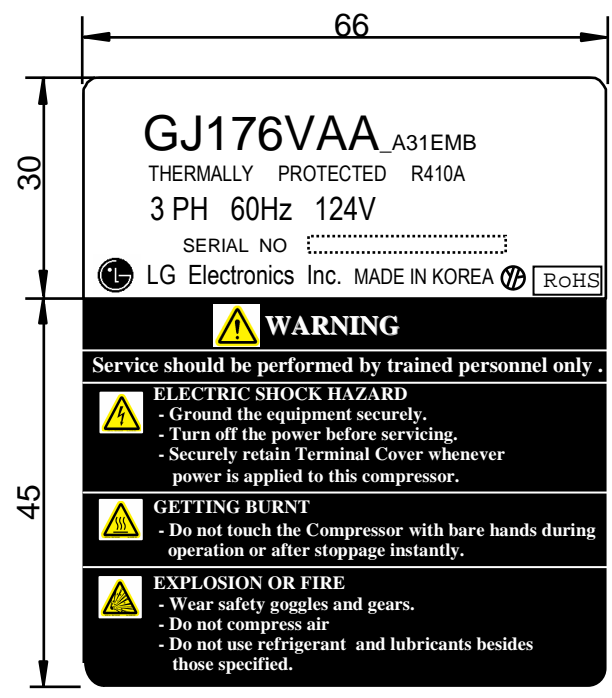 66
30
GJ176VAA_A31EMB
THERMALLY PROTECTED R410A
3 PH 60Hz 124V
SERIAL NO
LG Electronics Inc. MADE IN KOREA RoHS
45
WARNING
Service should be performed by trained personnel only .
ELECTRIC SHOCK HAZARD
- Ground the equipment securely.
- Turn off the power before servicing.
- Securely retain Terminal Cover whenever
power is applied to this compressor.
GETTING BURNT
- Do not touch the Compressor with bare hands during
operation or after stoppage instantly.
EXPLOSION OR FIRE
- Wear safety goggles and gears.
- Do not compress air
- Do not use refrigerant and lubricants besides
those specified.